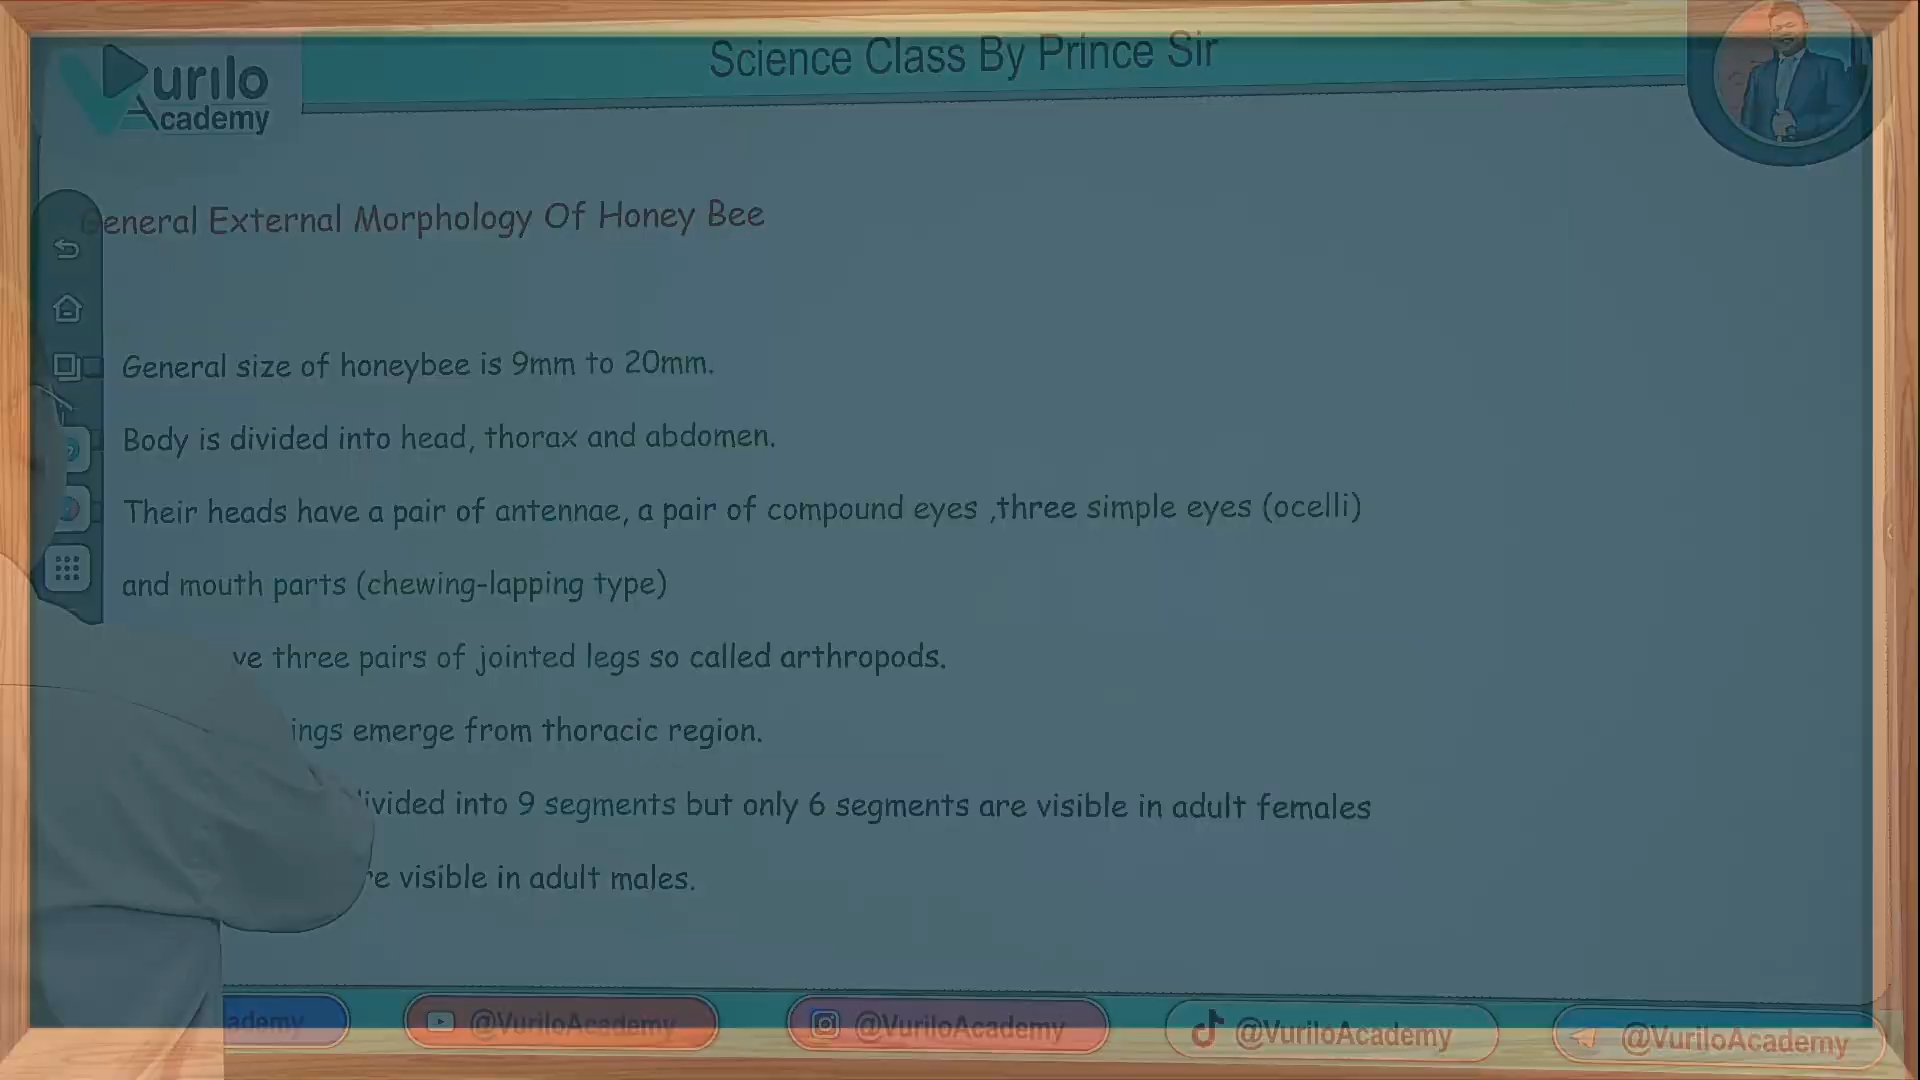 Science Class By Prince Sir
Vurilo
Academy
General External Morphology Of Honey Bee
General size of honeybee is 9mm to 20mm.
Body is divided into head, thorax and abdomen.
Their heads have a pair of antennae, a pair of compound eyes ,three simple eyes (ocelli)
and mouth parts (chewing-lapping type)
ve three pairs of jointed legs so called arthropods.
ings emerge from thoracic region.
ivided into 9 segments but only 6 segments are visible in adult females
re visible in adult males.
ademy
@VuriloAcademy
@VuriloAcademy
@VuriloAcademy
@VuriloAcademy